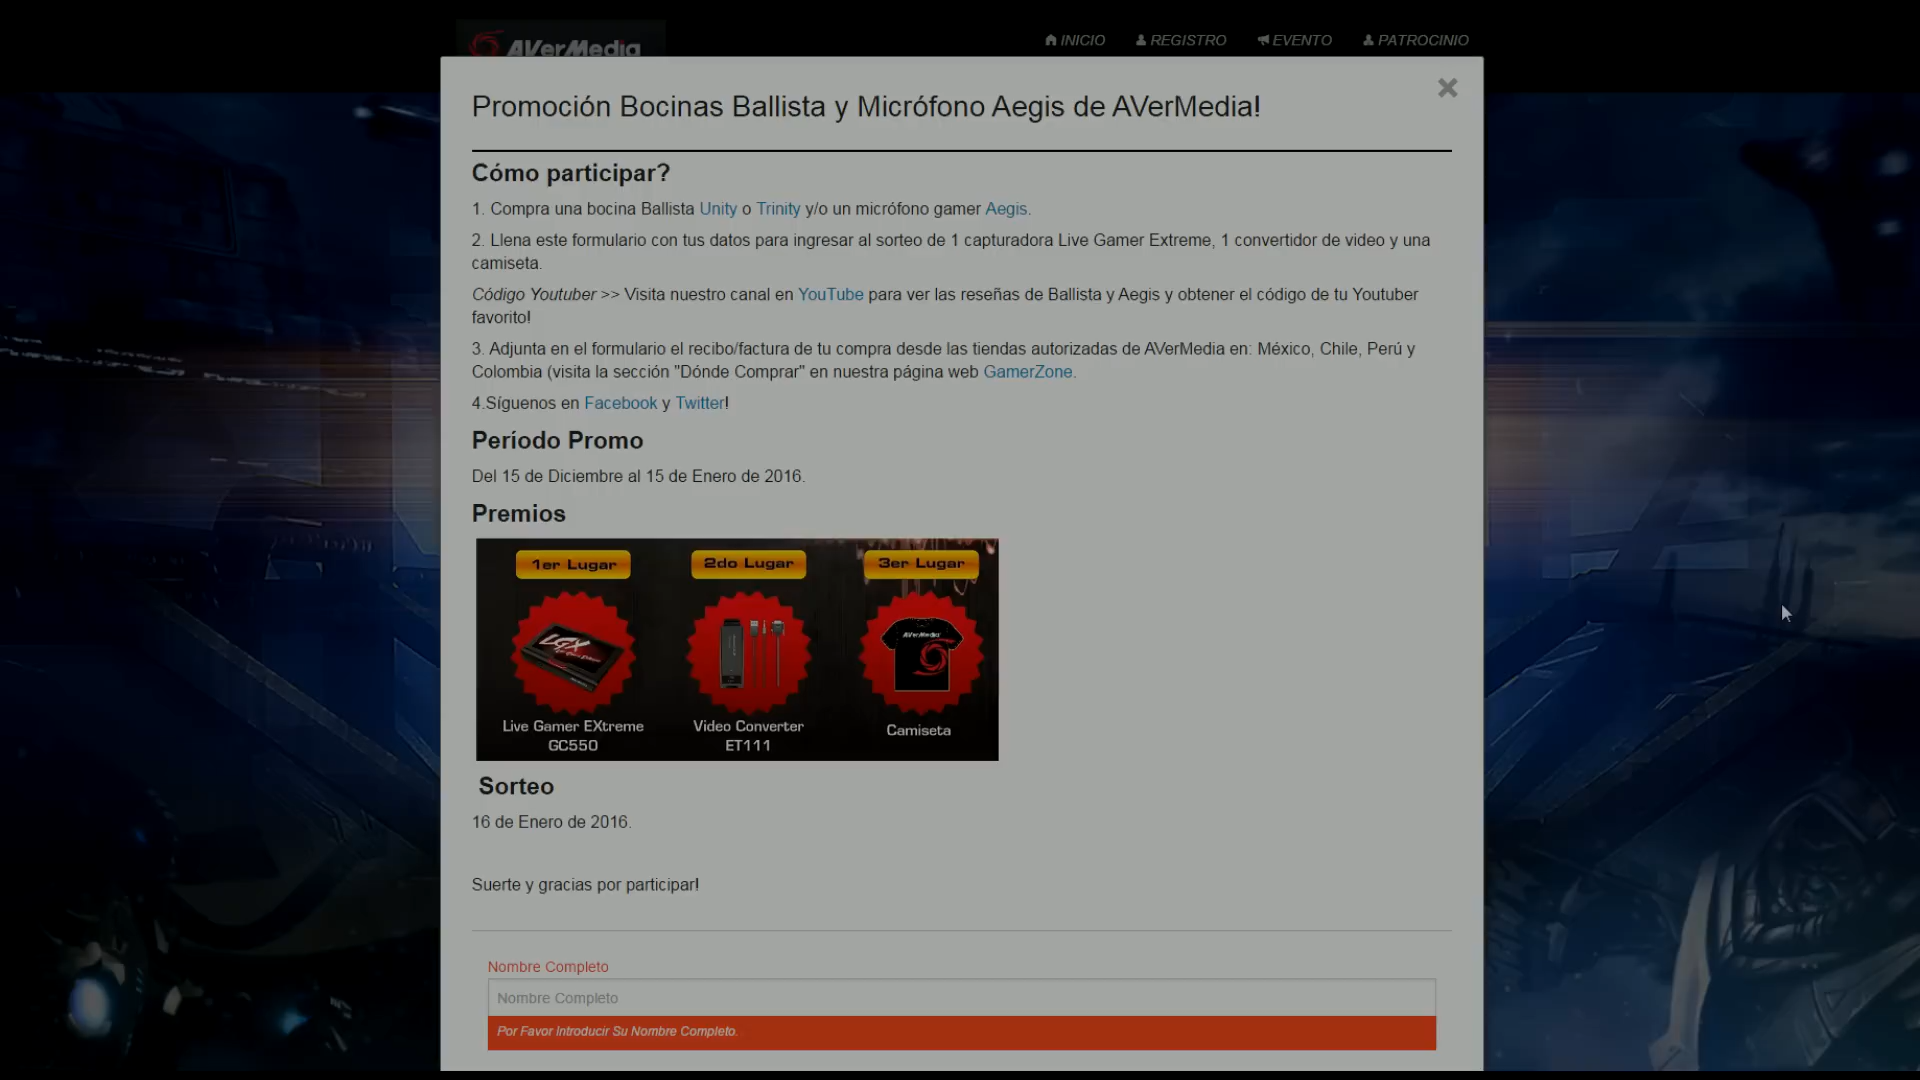 AVerMedia
INICIO REGISTRO EVENTO PATROCINIO
Promoción Bocinas Ballista y Micrófono Aegis de AVerMedia!
Cómo participar?
1. Compra una bocina Ballista Unity o Trinity y/o un micrófono gamer Aegis.
2. Llena este formulario con tus datos para ingresar al sorteo de 1 capturadora Live Gamer Extreme, 1 convertidor de video y una
camiseta.
Código Youtuber >> Visita nuestro canal en YouTube para ver las reseñas de Ballista y Aegis y obtener el código de tu Youtuber
favorito!
3. Adjunta en el formulario el recibo/factura de tu compra desde las tiendas autorizadas de AVerMedia en: México, Chile, Perú y
Colombia (visita la sección "Dónde Comprar" en nuestra página web GamerZone.
4.Síguenos en Facebook y Twitter!
Período Promo
Del 15 de Diciembre al 15 de Enero de 2016.
Premios
1er Lugar 2do Lugar 3er Lugar
LGX
AVerMedia
Live Gamer EXtreme Video Converter Camiseta
GC550 ET111
Sorteo
16 de Enero de 2016.
Suerte y gracias por participar!
Nombre Completo
Nombre Completo
Por Favor Introducir Su Nombre Completo.